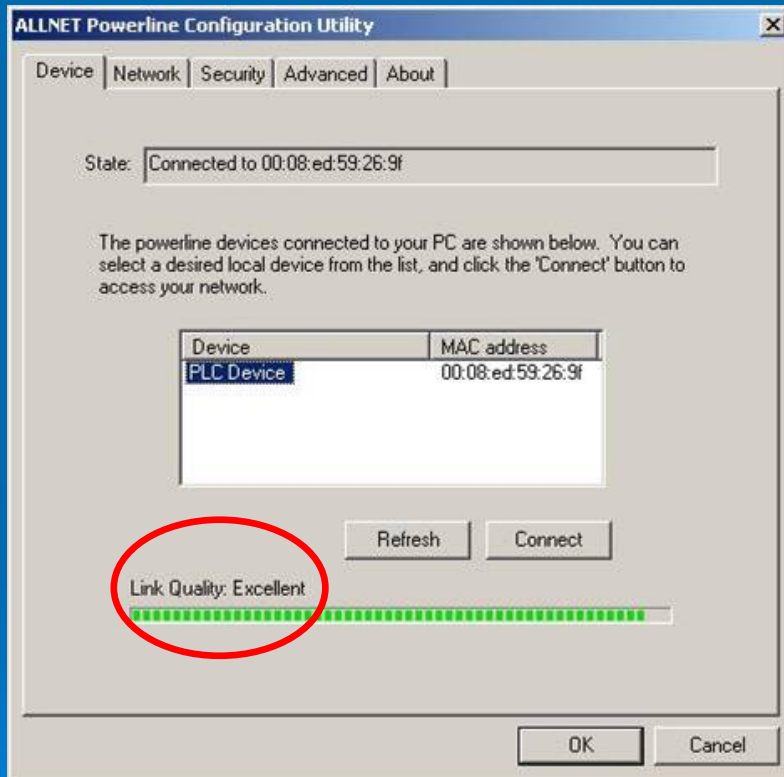 ALLNET Powerline Configuration Utility
Device Network Security Advanced About
State: Connected to 00:08:ed:59:26:9f
The powerline devices connected to your PC are shown below. You can
select a desired local device from the list, and click the 'Connect' button to
access your network.
Device MAC address
PLC Device 00:08:ed:59:26:9f
Refresh Connect
Link Quality: Excellent
OK Cancel